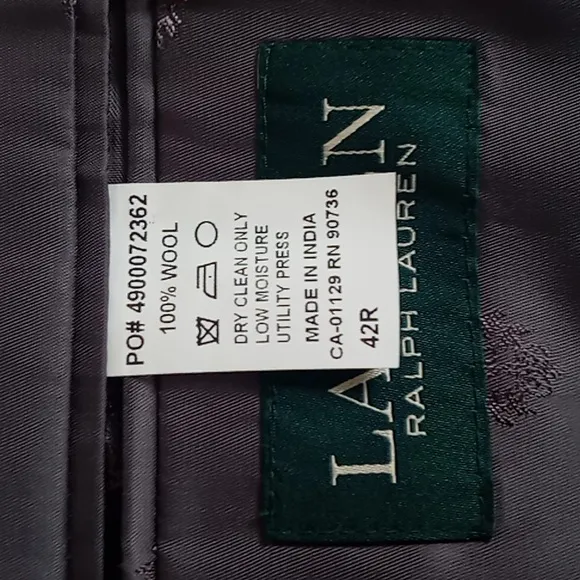 PO# 4900072362
100% WOOL
DRY CLEAN ONLY
LOW MOISTURE
UTILITY PRESS
MADE IN INDIA
CA-01129 RN 90736
42R
LA N
RALPH LAUREN